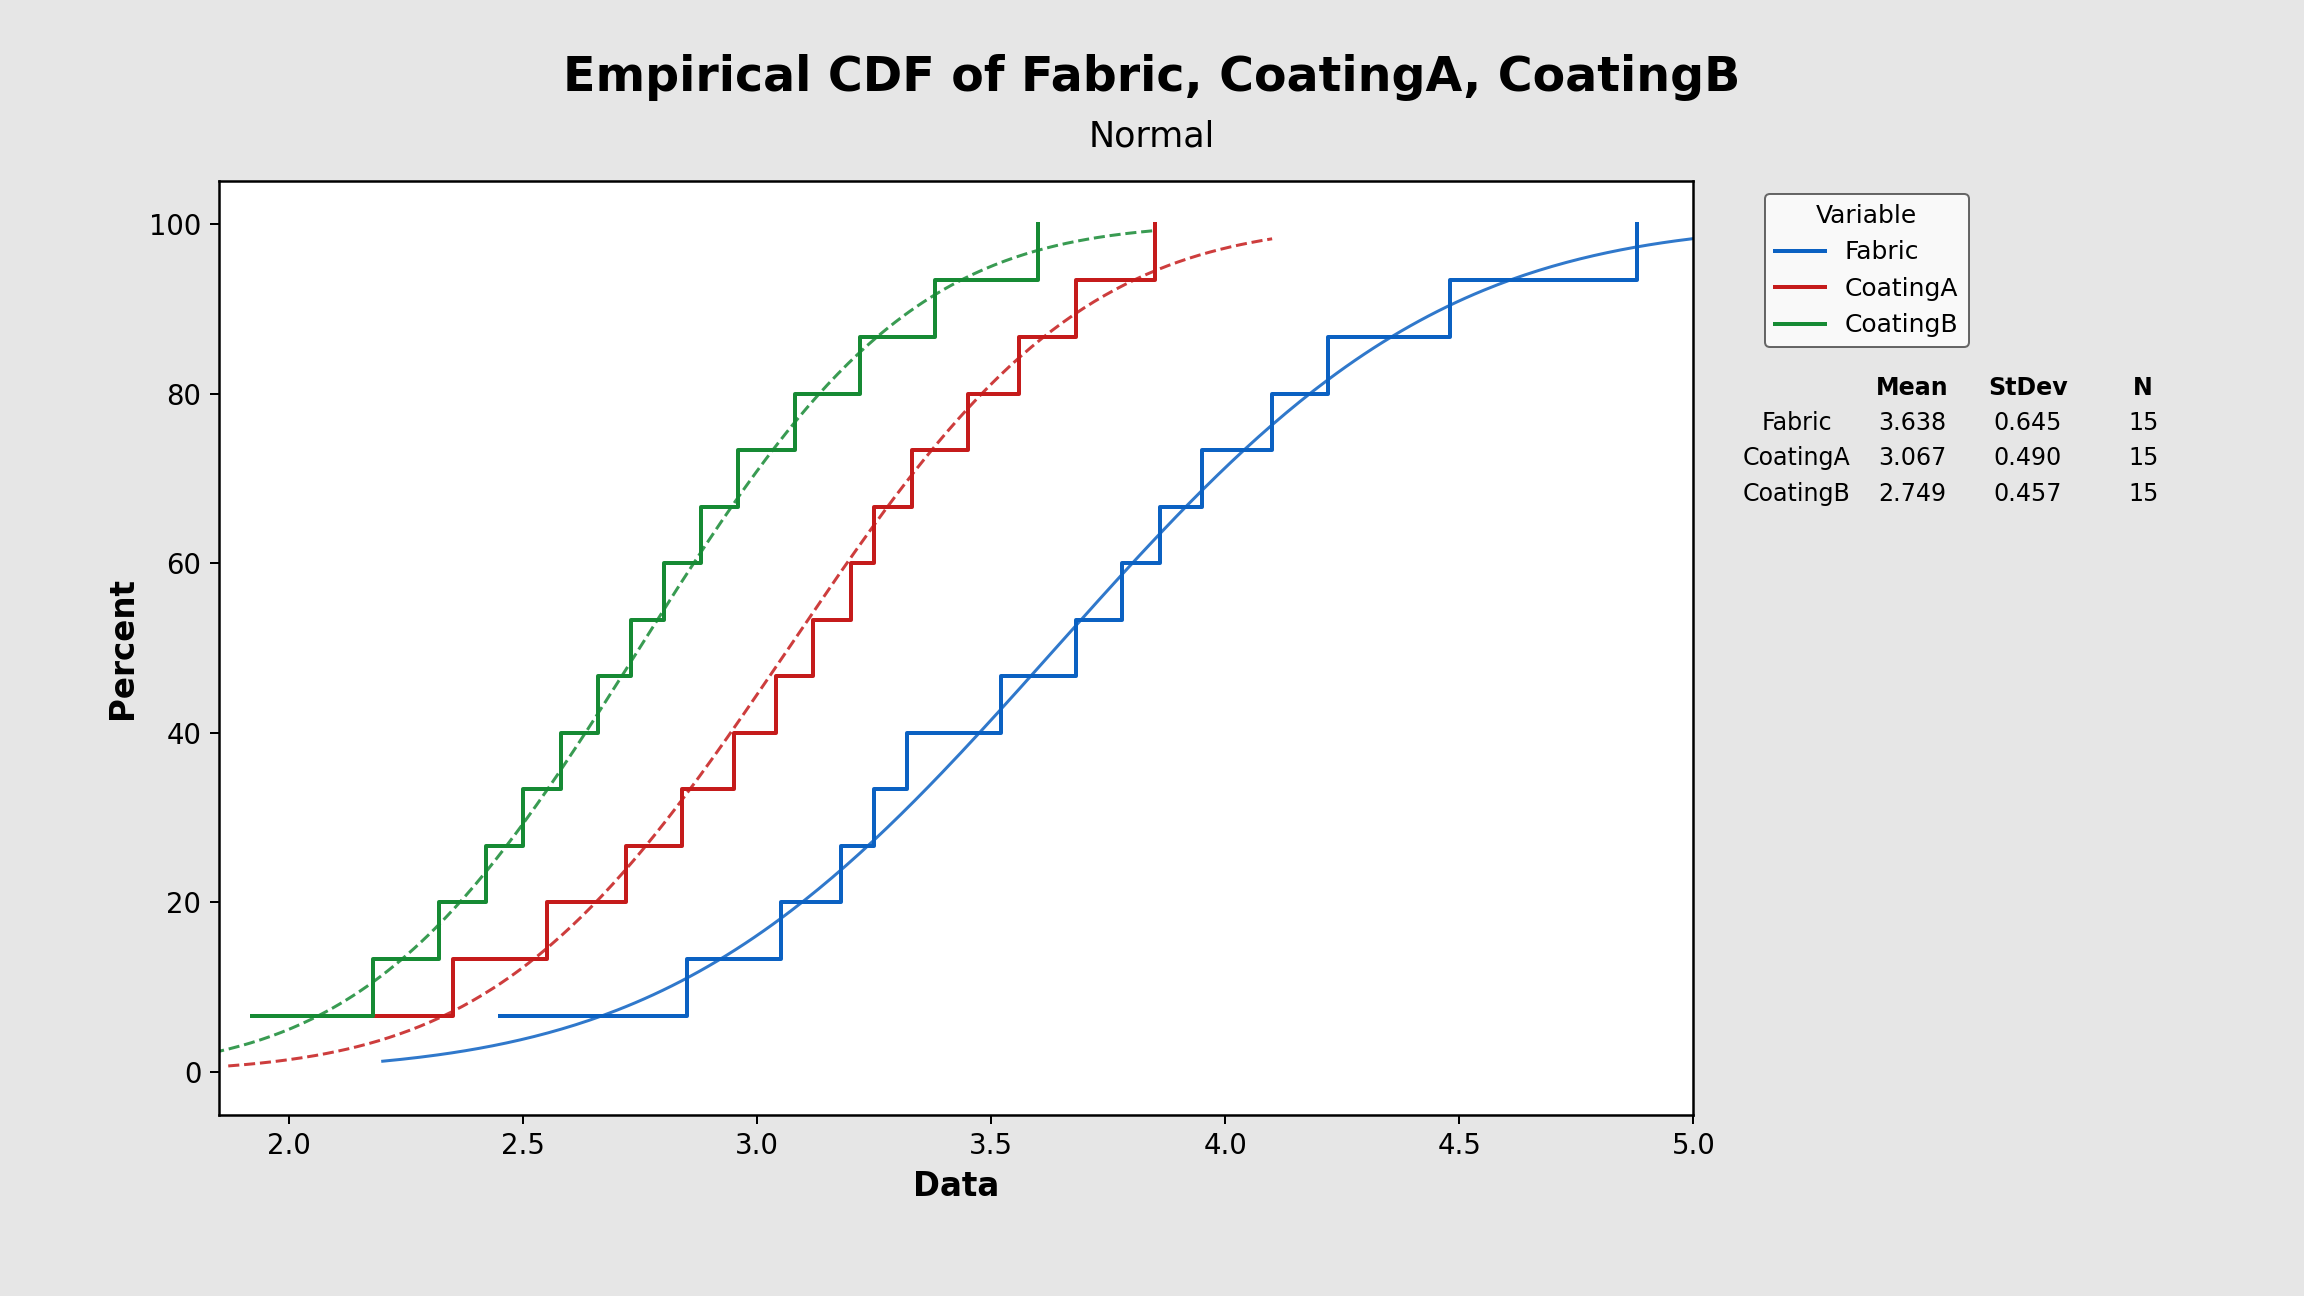 Empirical CDF of Fabric, CoatingA, CoatingB
Normal
Percent
100
80
60
40
20
0
2.0 2.5 3.0 3.5 4.0 4.5 5.0
Data
Variable
Fabric
CoatingA
CoatingB
Mean StDev N
Fabric 3.638 0.645 15
CoatingA 3.067 0.490 15
CoatingB 2.749 0.457 15